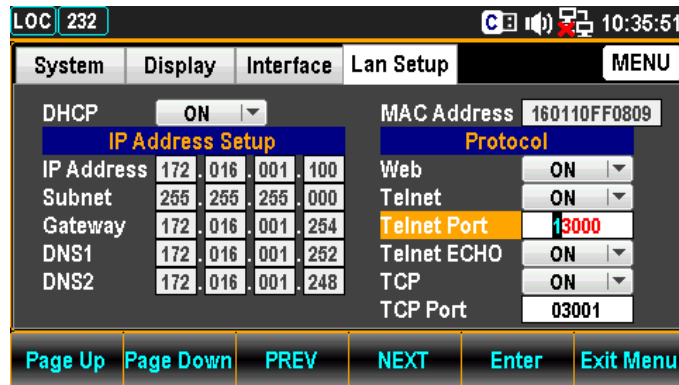 LOC 232 C 10:35:51
System Display Interface Lan Setup MENU
DHCP ON MAC Address 160110FF0809
IP Address Setup Protocol
IP Address 172 . 016 . 001 . 100 Web ON
Subnet 255 . 255 . 255 . 000 Telnet ON
Gateway 172 . 016 . 001 . 254 Telnet Port 13000
DNS1 172 . 016 . 001 . 252 Telnet ECHO ON
DNS2 172 . 016 . 001 . 248 TCP ON
TCP Port 03001
Page Up Page Down PREV NEXT Enter Exit Menu